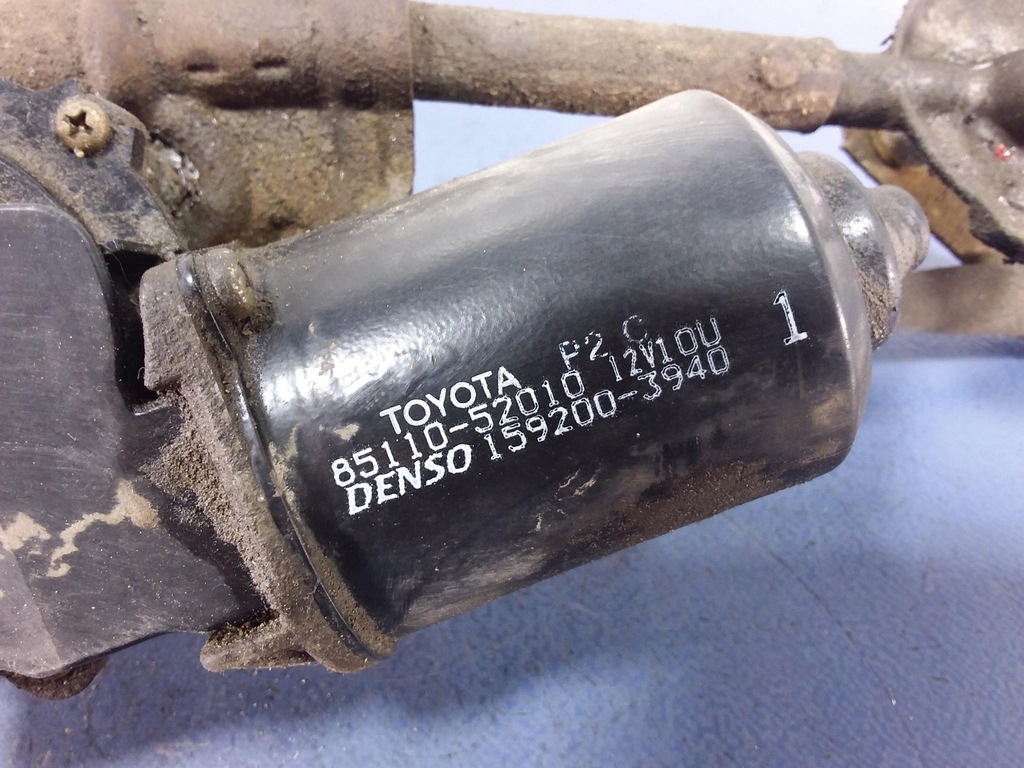 P2 C
TOYOTA
85110-52010 12V10U
DENSO 159200-3940
1